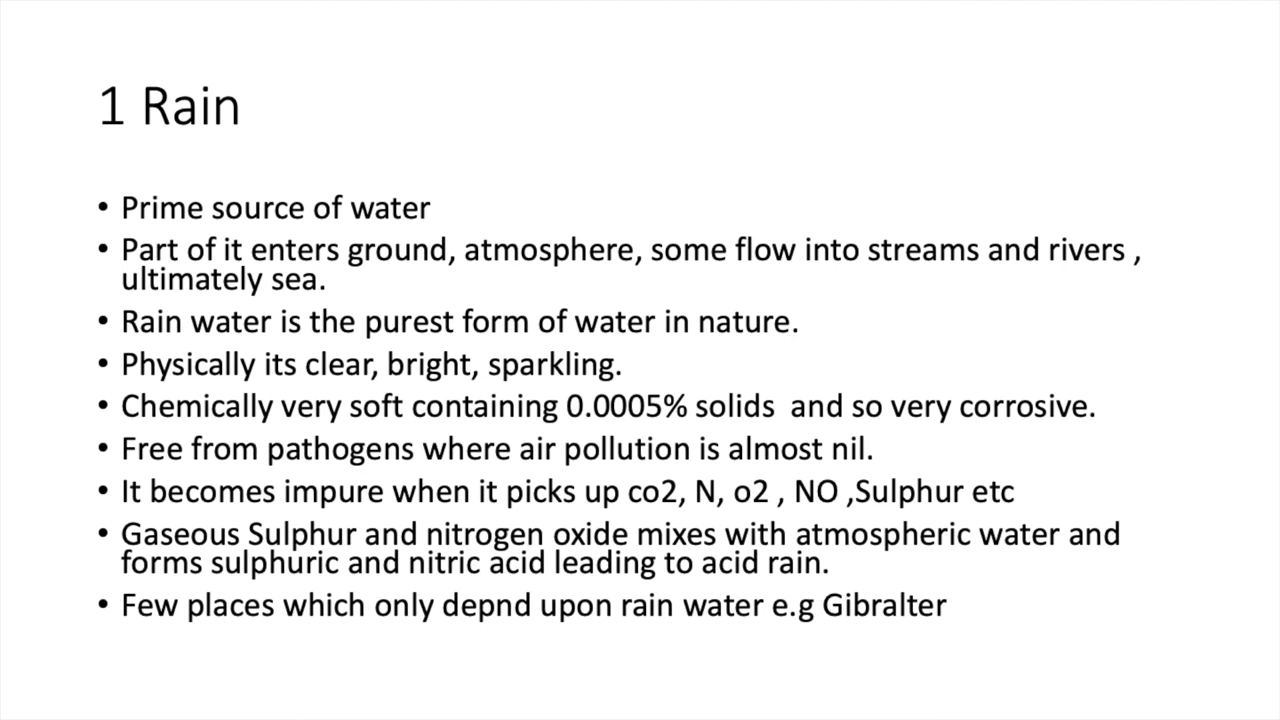 1 Rain
• Prime source of water
• Part of it enters ground, atmosphere, some flow into streams and rivers ,
ultimately sea.
• Rain water is the purest form of water in nature.
• Physically its clear, bright, sparkling.
• Chemically very soft containing 0.0005% solids  and so very corrosive.
• Free from pathogens where air pollution is almost nil.
• It becomes impure when it picks up co2, N, o2 , NO ,Sulphur etc
• Gaseous Sulphur and nitrogen oxide mixes with atmospheric water and
forms sulphuric and nitric acid leading to acid rain.
• Few places which only depnd upon rain water e.g Gibralter